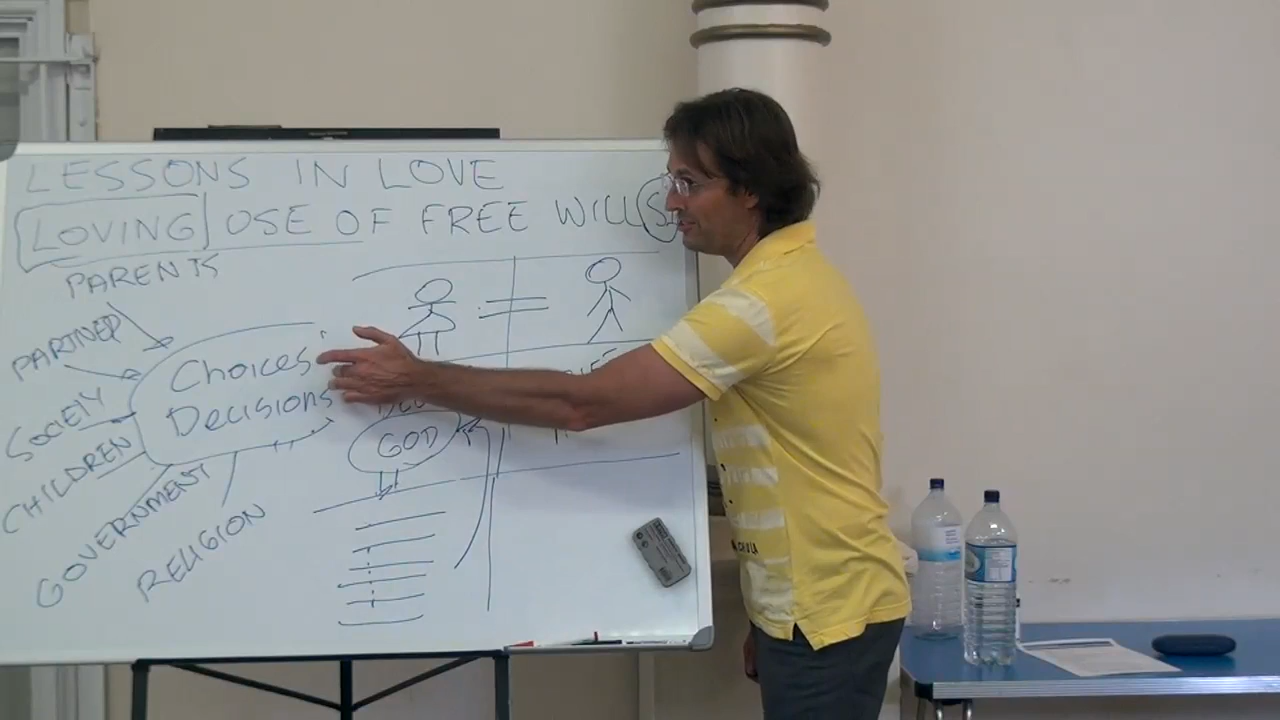 LESSONS IN LOVE
LOVING USE OF FREE WILL
PARENTS
PARTNER
SOCIETY
CHILDREN
GOVERNMENT
RELIGION
Choices
Decisions
GOD